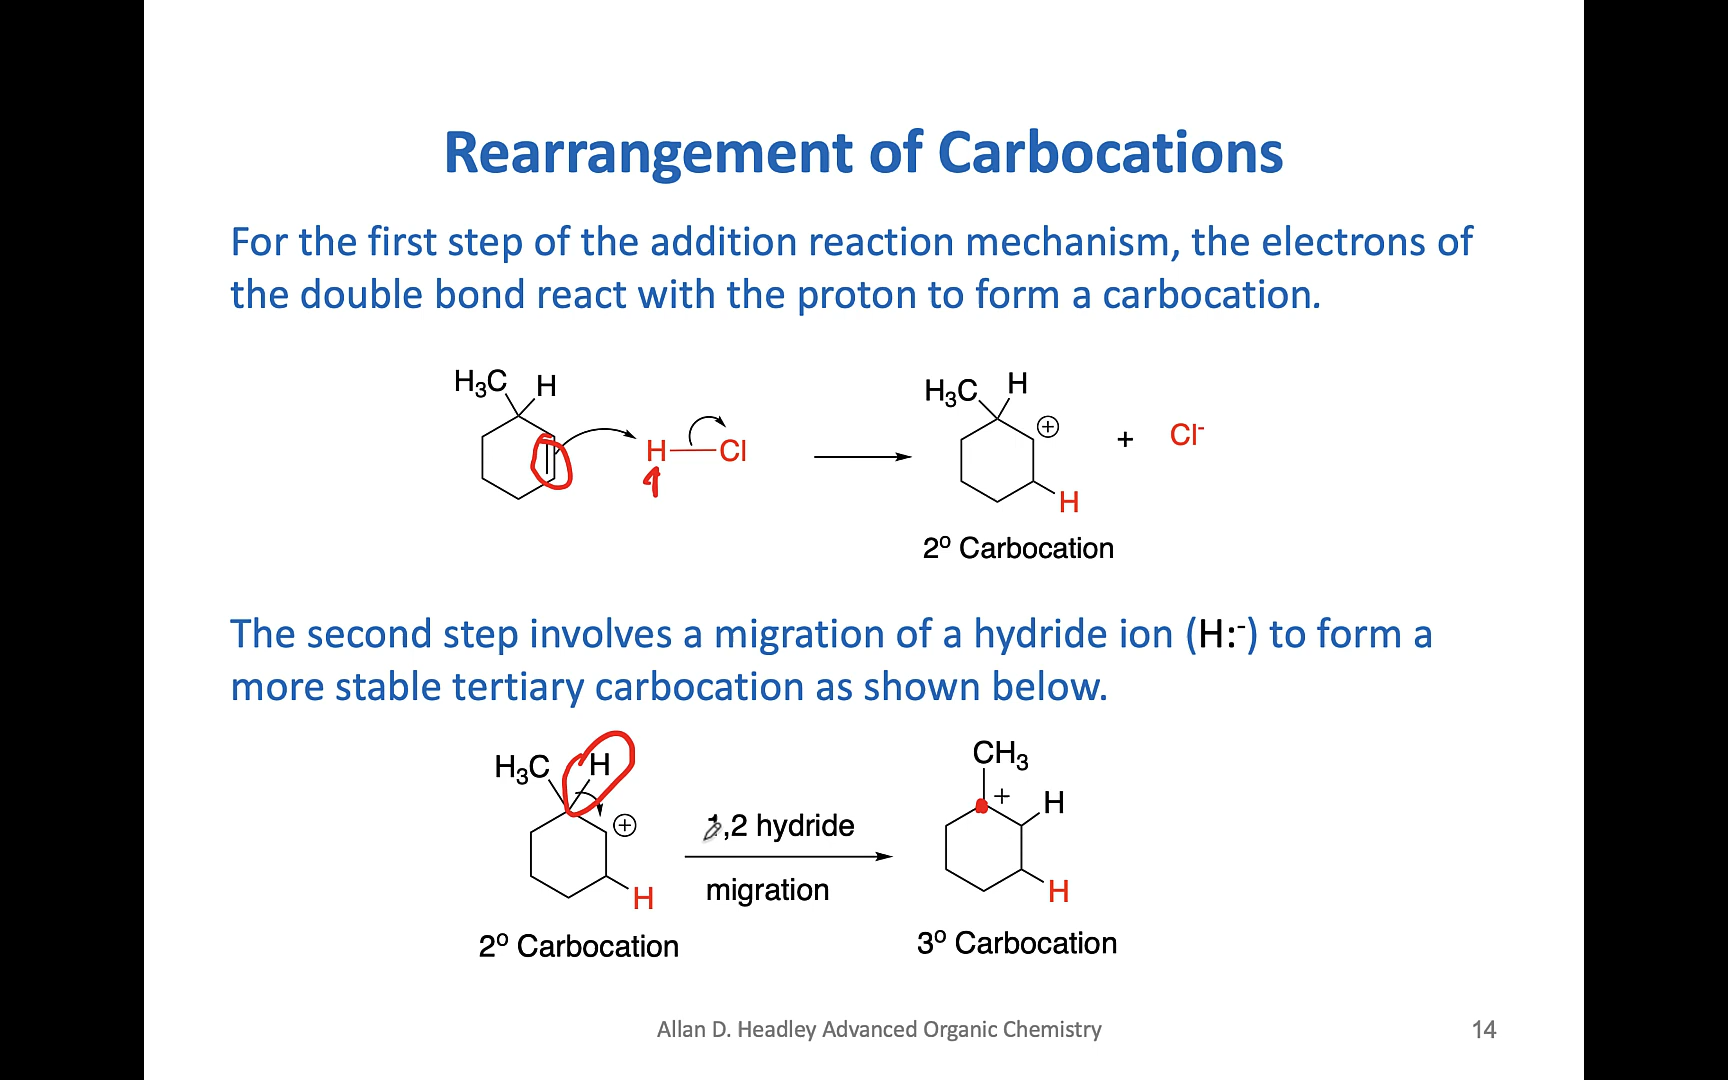 Rearrangement of Carbocations
For the first step of the addition reaction mechanism, the electrons of
the double bond react with the proton to form a carbocation.
H₃C H
H Cl
H₃C H
⊕
+ Cl⁻
H
2º Carbocation
The second step involves a migration of a hydride ion (H:⁻) to form a
more stable tertiary carbocation as shown below.
H₃C H
⊕
H
2º Carbocation
1,2 hydride
migration
CH₃
+ H
H
3º Carbocation
Allan D. Headley Advanced Organic Chemistry
14